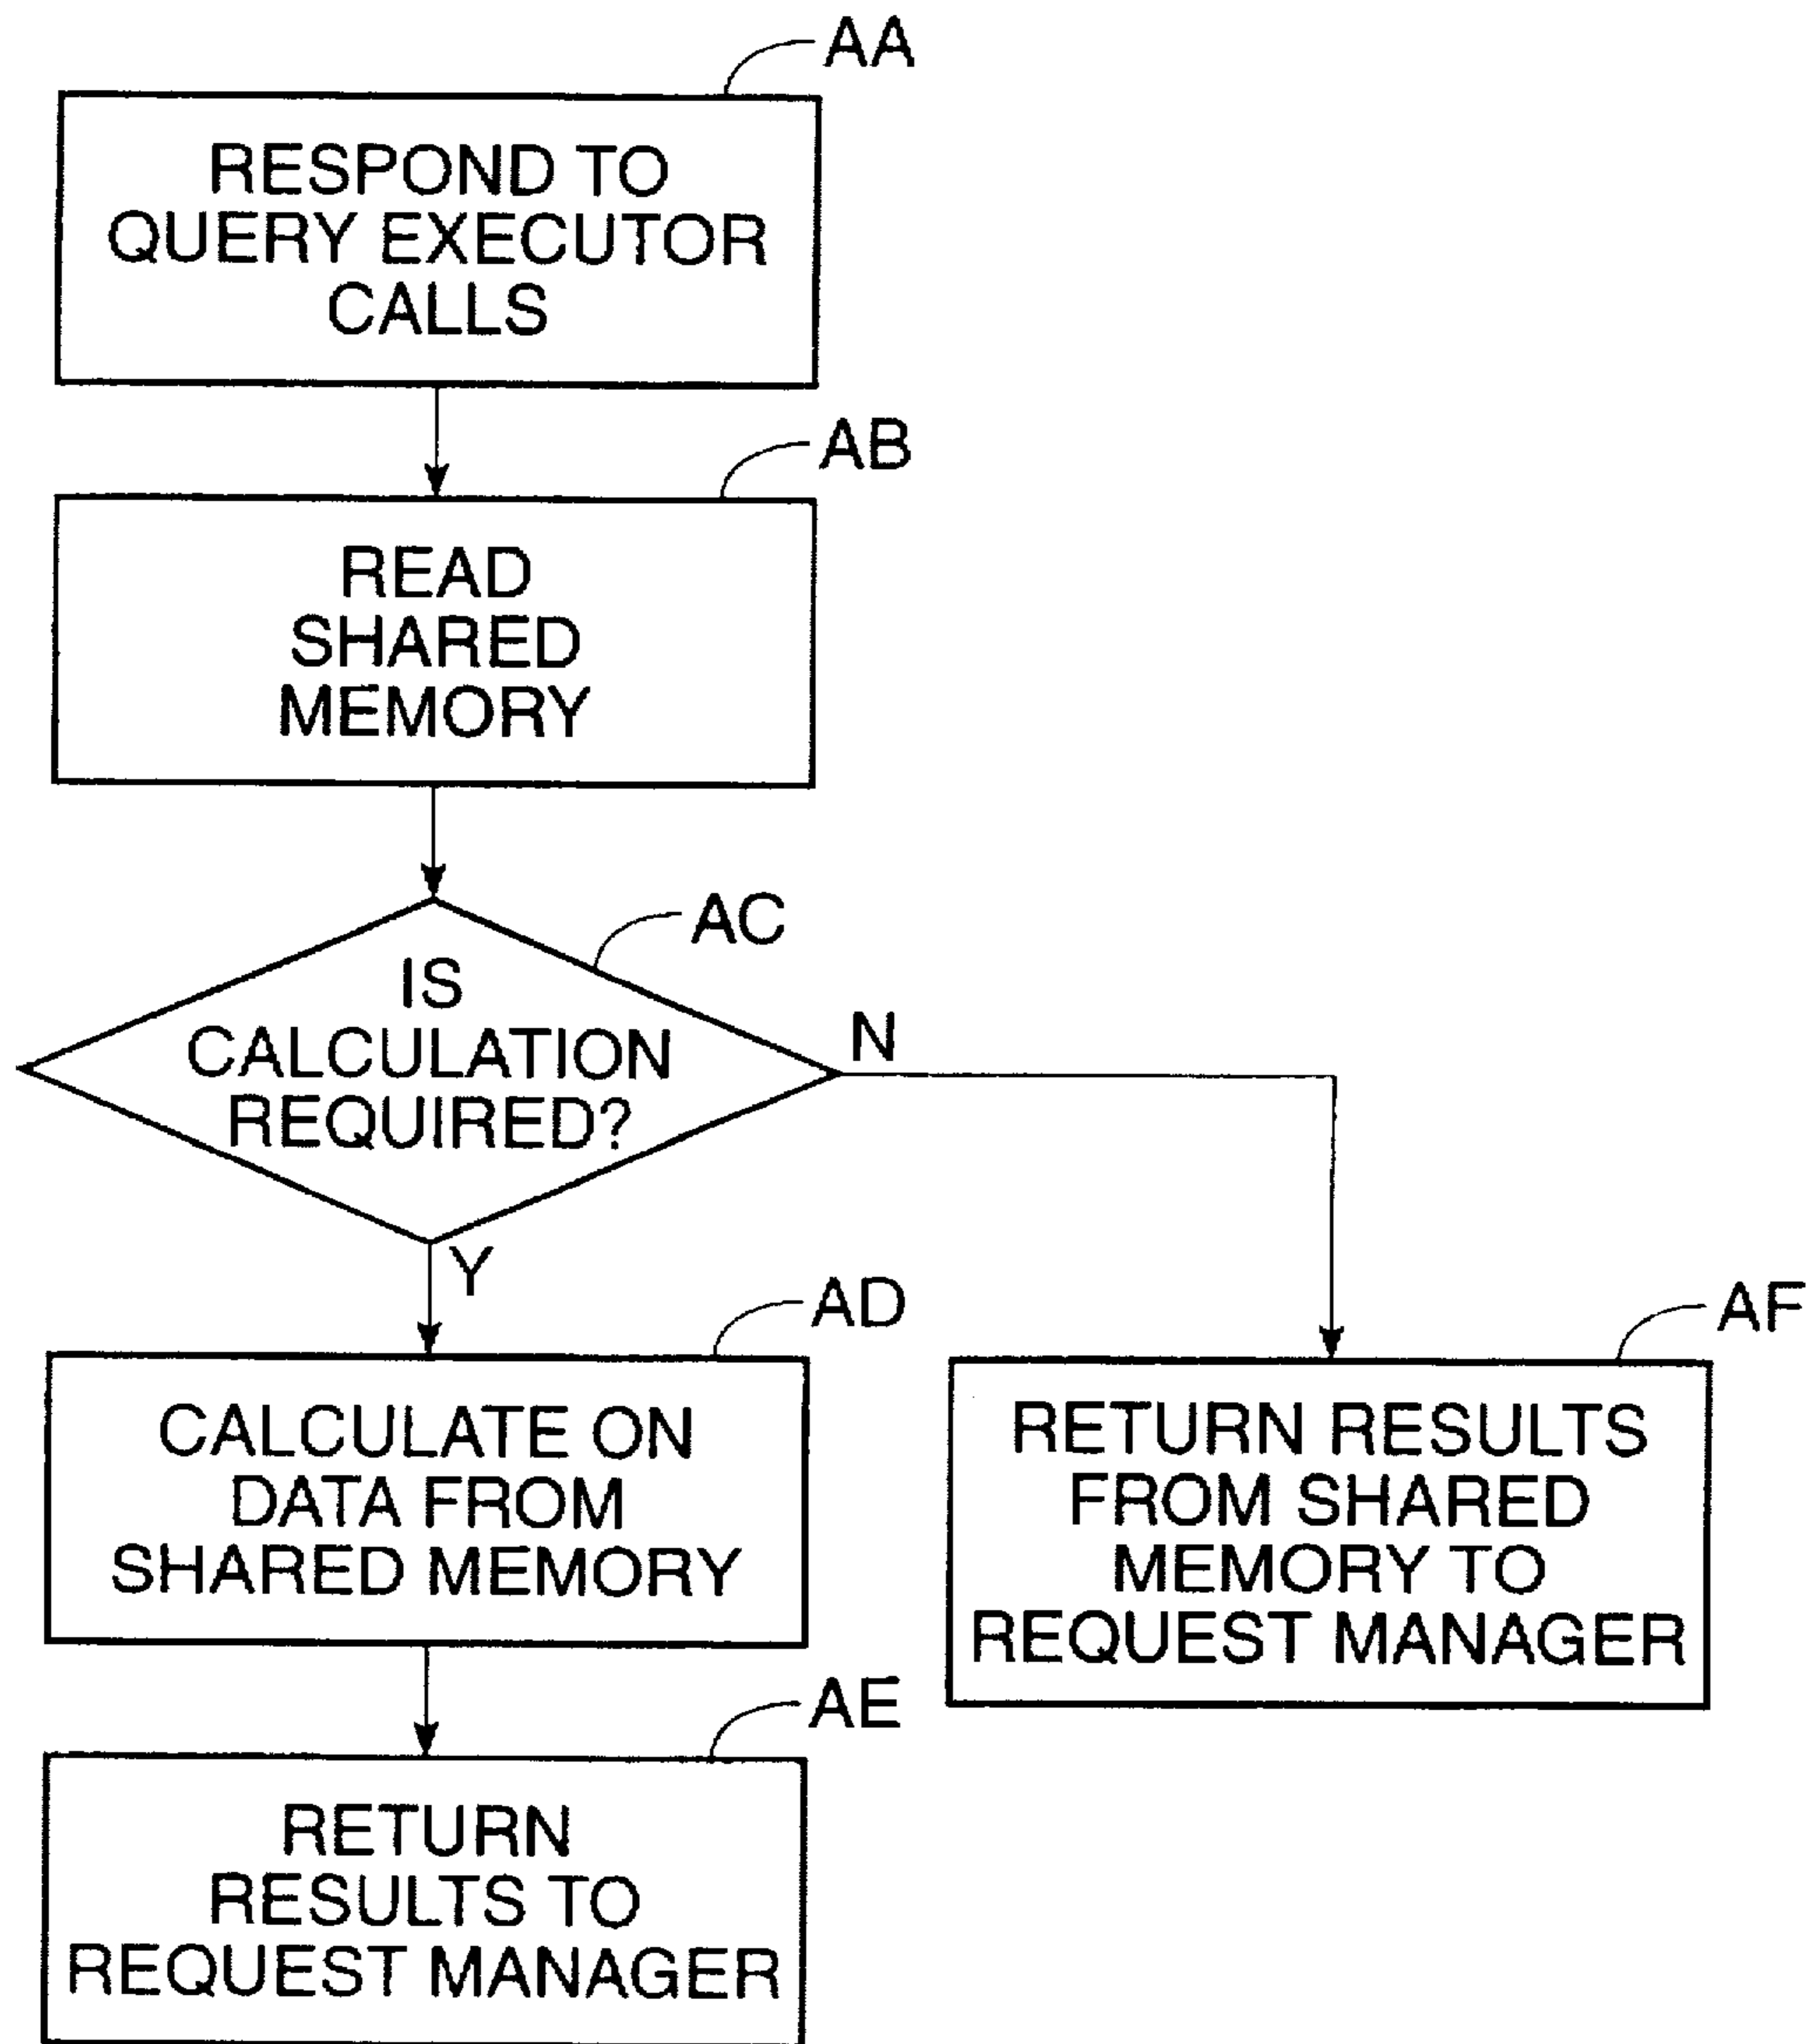 AA
RESPOND TO
QUERY EXECUTOR
CALLS
AB
READ
SHARED
MEMORY
AC
IS
CALCULATION
REQUIRED?
N
Y
AD
CALCULATE ON
DATA FROM
SHARED MEMORY
AF
RETURN RESULTS
FROM SHARED
MEMORY TO
REQUEST MANAGER
AE
RETURN
RESULTS TO
REQUEST MANAGER